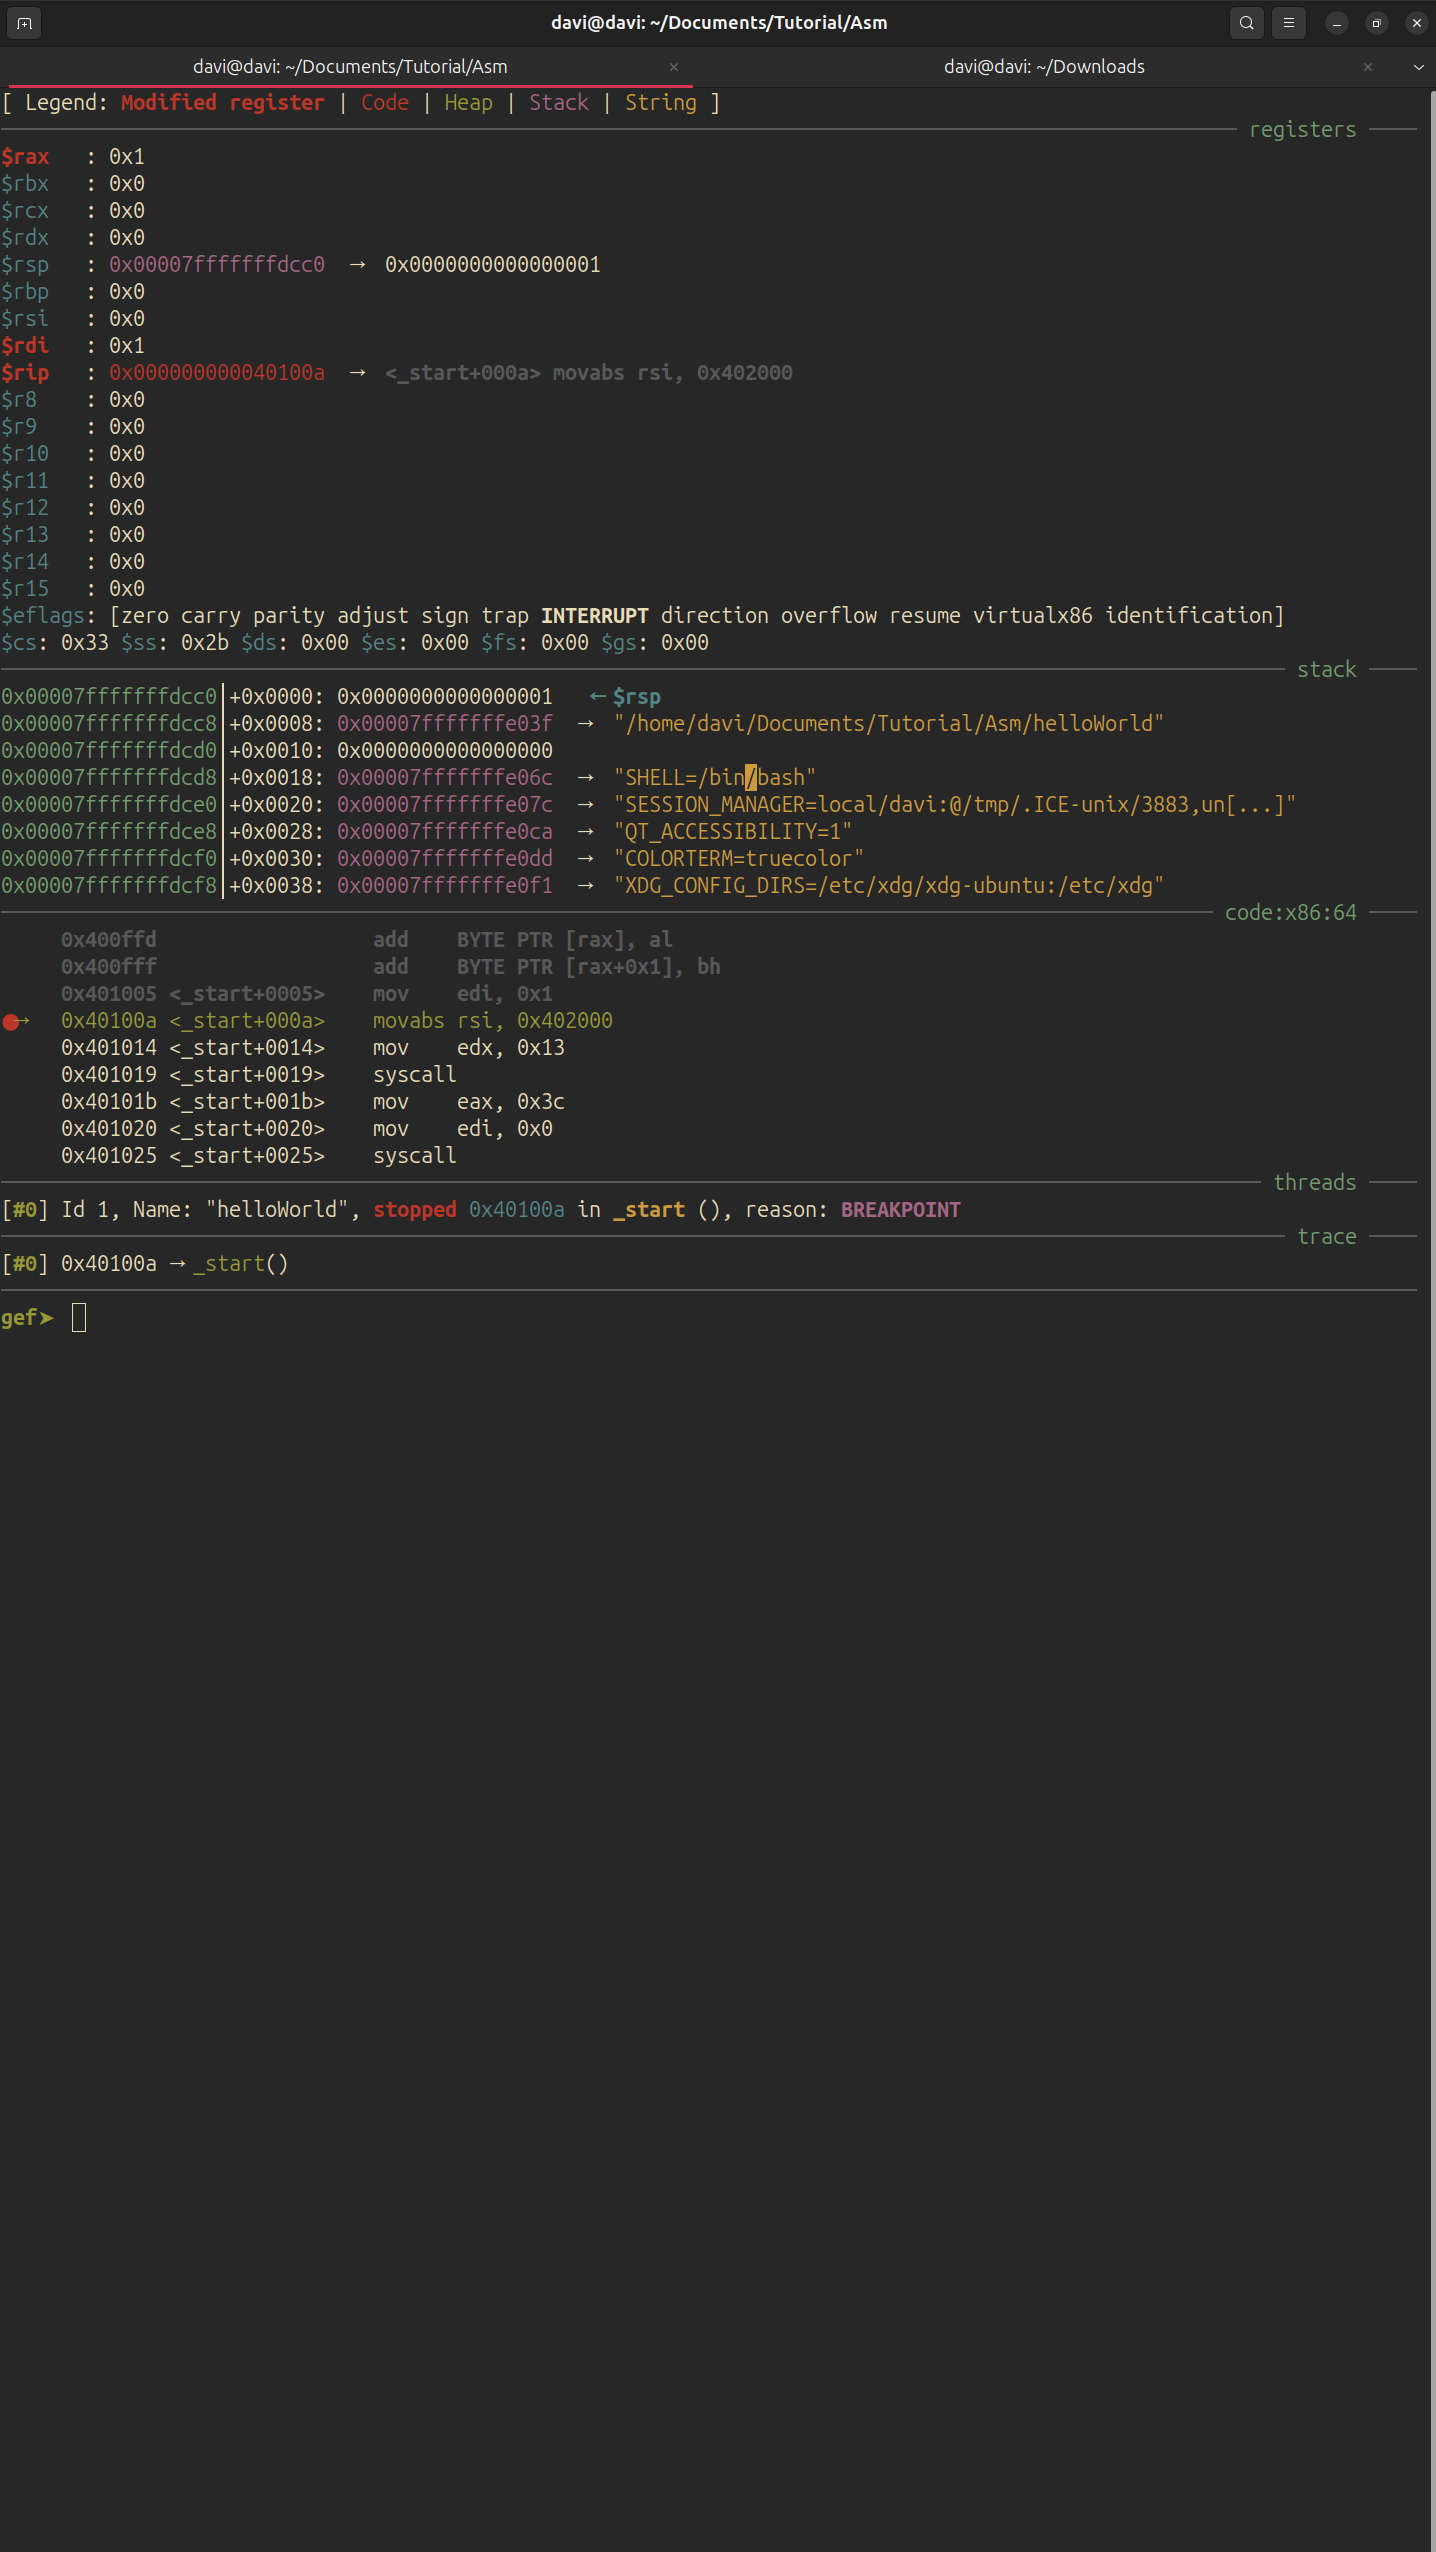 davi@davi: ~/Documents/Tutorial/Asm
davi@davi: ~/Documents/Tutorial/Asm × davi@davi: ~/Downloads ×
[ Legend: Modified register | Code | Heap | Stack | String ]
registers
$rax   : 0x1
$rbx   : 0x0
$rcx   : 0x0
$rdx   : 0x0
$rsp   : 0x00007fffffffdcc0  →  0x0000000000000001
$rbp   : 0x0
$rsi   : 0x0
$rdi   : 0x1
$rip   : 0x000000000040100a  →  <_start+000a> movabs rsi, 0x402000
$r8    : 0x0
$r9    : 0x0
$r10   : 0x0
$r11   : 0x0
$r12   : 0x0
$r13   : 0x0
$r14   : 0x0
$r15   : 0x0
$eflags: [zero carry parity adjust sign trap INTERRUPT direction overflow resume virtualx86 identification]
$cs: 0x33 $ss: 0x2b $ds: 0x00 $es: 0x00 $fs: 0x00 $gs: 0x00
stack
0x00007fffffffdcc0│+0x0000: 0x0000000000000001   ← $rsp
0x00007fffffffdcc8│+0x0008: 0x00007fffffffe03f  →  "/home/davi/Documents/Tutorial/Asm/helloWorld"
0x00007fffffffdcd0│+0x0010: 0x0000000000000000
0x00007fffffffdcd8│+0x0018: 0x00007fffffffe06c  →  "SHELL=/bin/bash"
0x00007fffffffdce0│+0x0020: 0x00007fffffffe07c  →  "SESSION_MANAGER=local/davi:@/tmp/.ICE-unix/3883,un[...]"
0x00007fffffffdce8│+0x0028: 0x00007fffffffe0ca  →  "QT_ACCESSIBILITY=1"
0x00007fffffffdcf0│+0x0030: 0x00007fffffffe0dd  →  "COLORTERM=truecolor"
0x00007fffffffdcf8│+0x0038: 0x00007fffffffe0f1  →  "XDG_CONFIG_DIRS=/etc/xdg/xdg-ubuntu:/etc/xdg"
code:x86:64
0x400ffd                  add    BYTE PTR [rax], al
0x400fff                  add    BYTE PTR [rax+0x1], bh
0x401005 <_start+0005>    mov    edi, 0x1
●→   0x40100a <_start+000a>    movabs rsi, 0x402000
0x401014 <_start+0014>    mov    edx, 0x13
0x401019 <_start+0019>    syscall
0x40101b <_start+001b>    mov    eax, 0x3c
0x401020 <_start+0020>    mov    edi, 0x0
0x401025 <_start+0025>    syscall
threads
[#0] Id 1, Name: "helloWorld", stopped 0x40100a in _start (), reason: BREAKPOINT
trace
[#0] 0x40100a → _start()
gef➤